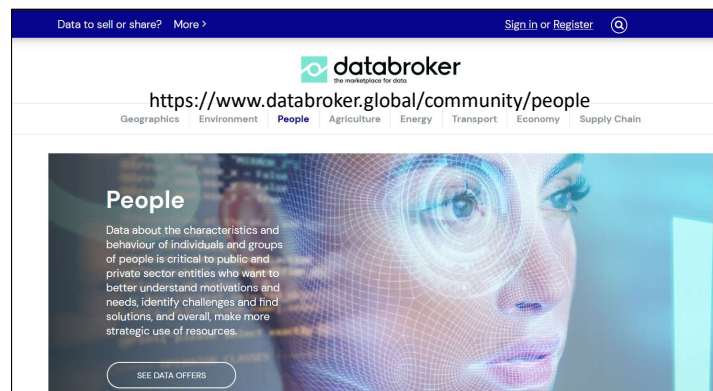 Data to sell or share? More >
Sign in or Register
databroker
the marketplace for data
https://www.databroker.global/community/people
Geographics Environment People Agriculture Energy Transport Economy Supply Chain
People
Data about the characteristics and
behaviour of individuals and groups
of people is critical to public and
private sector entities who want to
better understand motivations and
needs, identify challenges and find
solutions, and overall, make more
strategic use of resources.
SEE DATA OFFERS